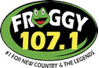 FROGGY
107.1
#1 FOR NEW COUNTRY & THE LEGENDS